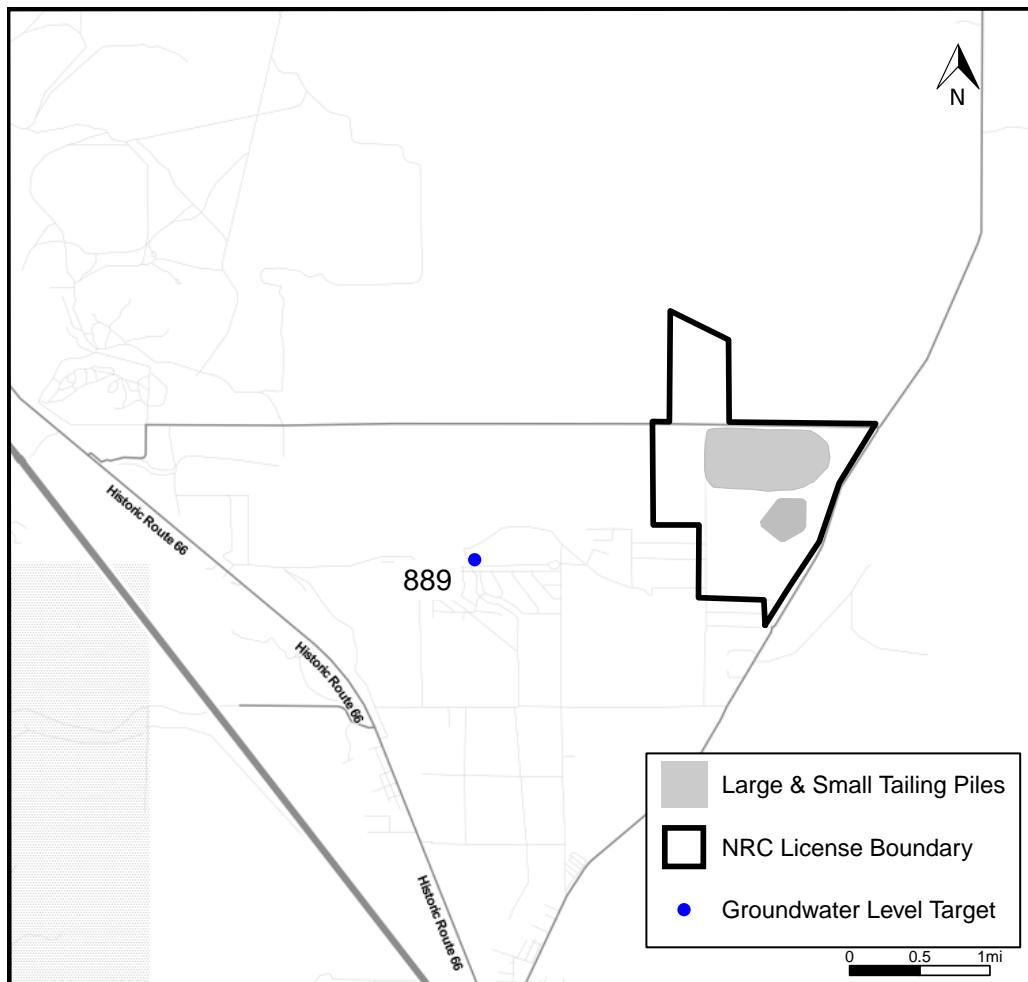 N
Historic Route 66
889
Historic Route 66
Historic Route 66
Large & Small Tailing Piles
NRC License Boundary
Groundwater Level Target
0 0.5 1mi